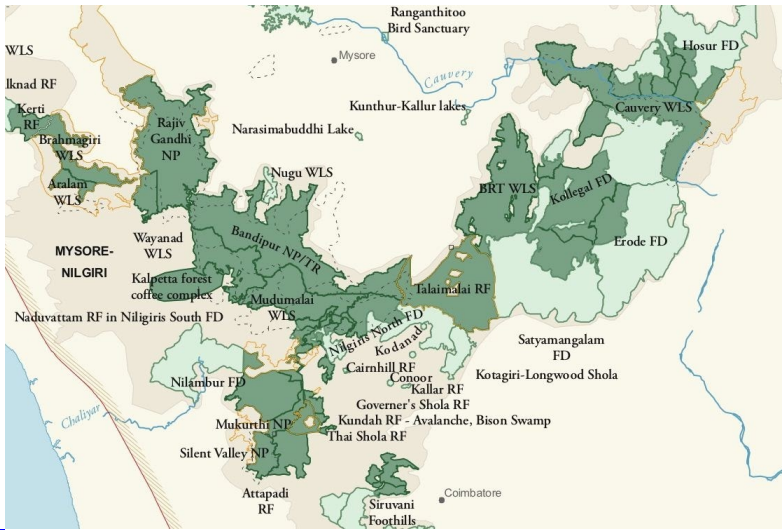 Ranganthitoo
Bird Sanctuary
Hosur FD
WLS
Mysore
Cauvery
lknad RF
Kerti
RF
Kunthur-Kallur lakes
Cauvery WLS
Rajiv
Gandhi
NP
Narasimabuddhi Lake
Brahmagiri
WLS
Nugu WLS
Aralam
WLS
BRT WLS
Kollegal FD
Wayanad
WLS
Bandipur NP/TR
Erode FD
MYSORE-
NILGIRI
Kalpetta forest
coffee complex
Talaimalai RF
Mudumalai
WLS
Naduvattam RF in Niligiris South FD
Nilgiris North FD
Kodanad
Satyamangalam
FD
Cairnhill RF
Conoor
Kotagiri-Longwood Shola
Nilambur FD
Kallar RF
Governer's Shola RF
Chaliyar
Mukurthi NP
Kundah RF - Avalanche, Bison Swamp
Thai Shola RF
Silent Valley NP
Attapadi
RF
Coimbatore
Siruvani
Foothills